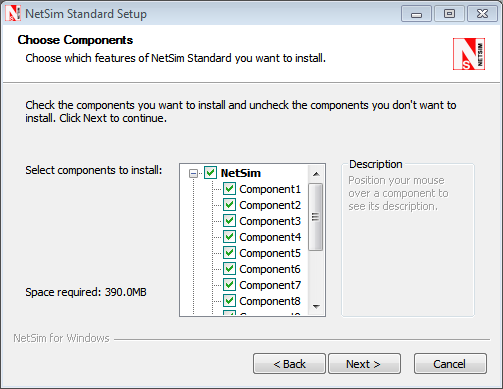 NetSim Standard Setup
Choose Components
Choose which features of NetSim Standard you want to install.
NETSIM
Check the components you want to install and uncheck the components you don't want to
install. Click Next to continue.
Select components to install:
NetSim
Component1
Component2
Component3
Component4
Component5
Component6
Component7
Component8
Description
Position your mouse
over a component to
see its description.
Space required: 390.0MB
NetSim for Windows
< Back
Next >
Cancel